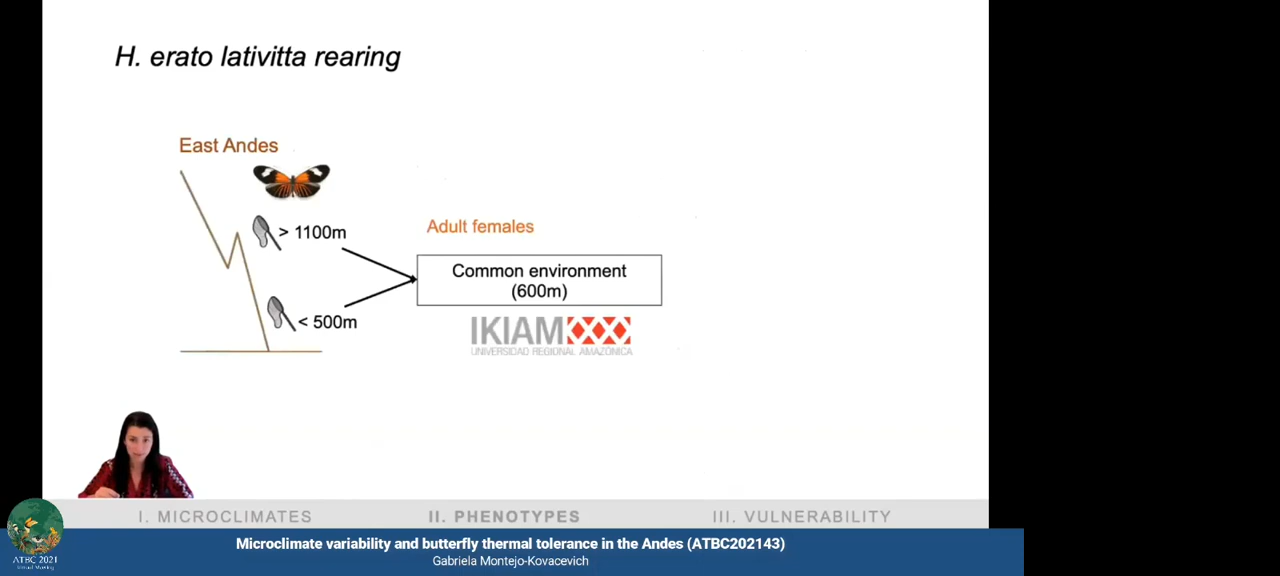 H. erato lativitta rearing
East Andes
> 1100m
Adult females
Common environment
(600m)
< 500m
IKIAM
UNIVERSIDAD REGIONAL AMAZÓNICA
I. MICROCLIMATES
II. PHENOTYPES
III. VULNERABILITY
Microclimate variability and butterfly thermal tolerance in the Andes (ATBC202143)
Gabriela Montejo-Kovacevich
ATBC 2021